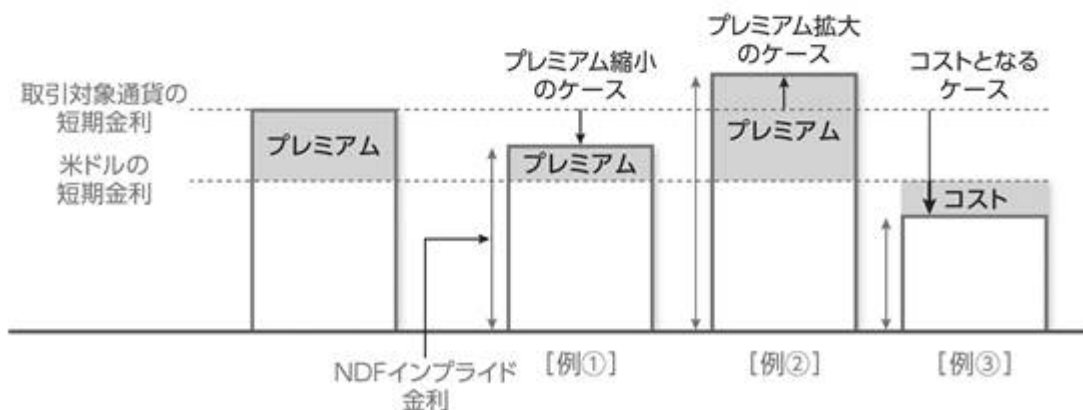 プレミアム縮小
のケース
プレミアム拡大
のケース
コストとなる
ケース
取引対象通貨の
短期金利
米ドルの
短期金利
プレミアム
プレミアム
プレミアム
コスト
NDFインプライド
金利
[例①]
[例②]
[例③]